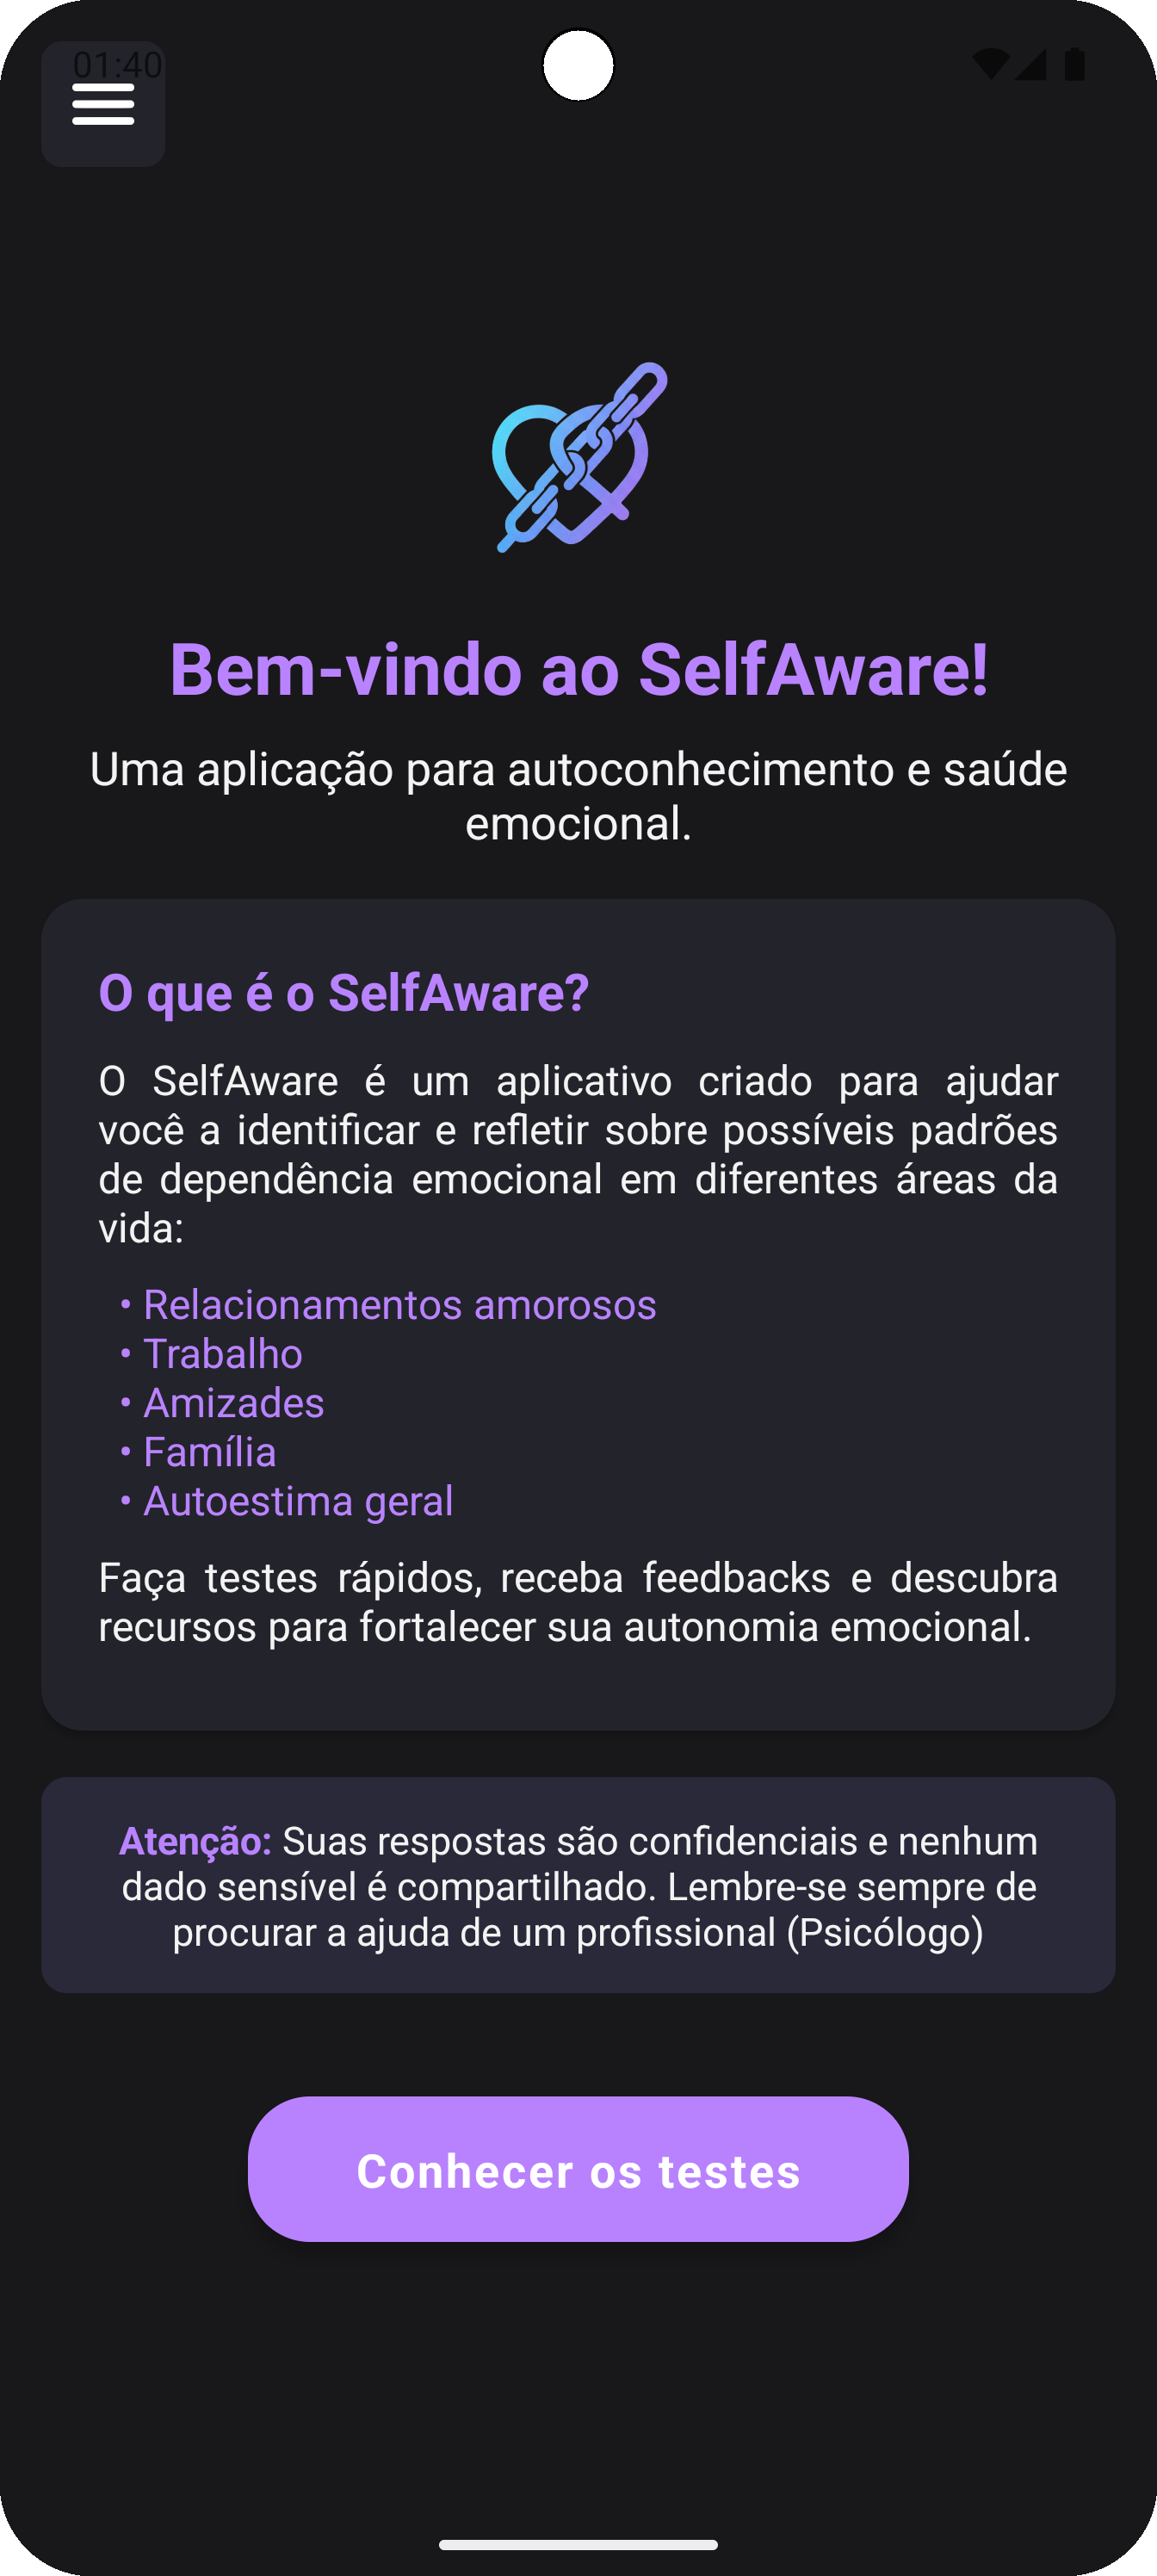 01:40
Bem-vindo ao SelfAware!
Uma aplicação para autoconhecimento e saúde
emocional.
O que é o SelfAware?
O SelfAware é um aplicativo criado para ajudar
você a identificar e refletir sobre possíveis padrões
de dependência emocional em diferentes áreas da
vida:
• Relacionamentos amorosos
• Trabalho
• Amizades
• Família
• Autoestima geral
Faça testes rápidos, receba feedbacks e descubra
recursos para fortalecer sua autonomia emocional.
Atenção: Suas respostas são confidenciais e nenhum
dado sensível é compartilhado. Lembre-se sempre de
procurar a ajuda de um profissional (Psicólogo)
Conhecer os testes